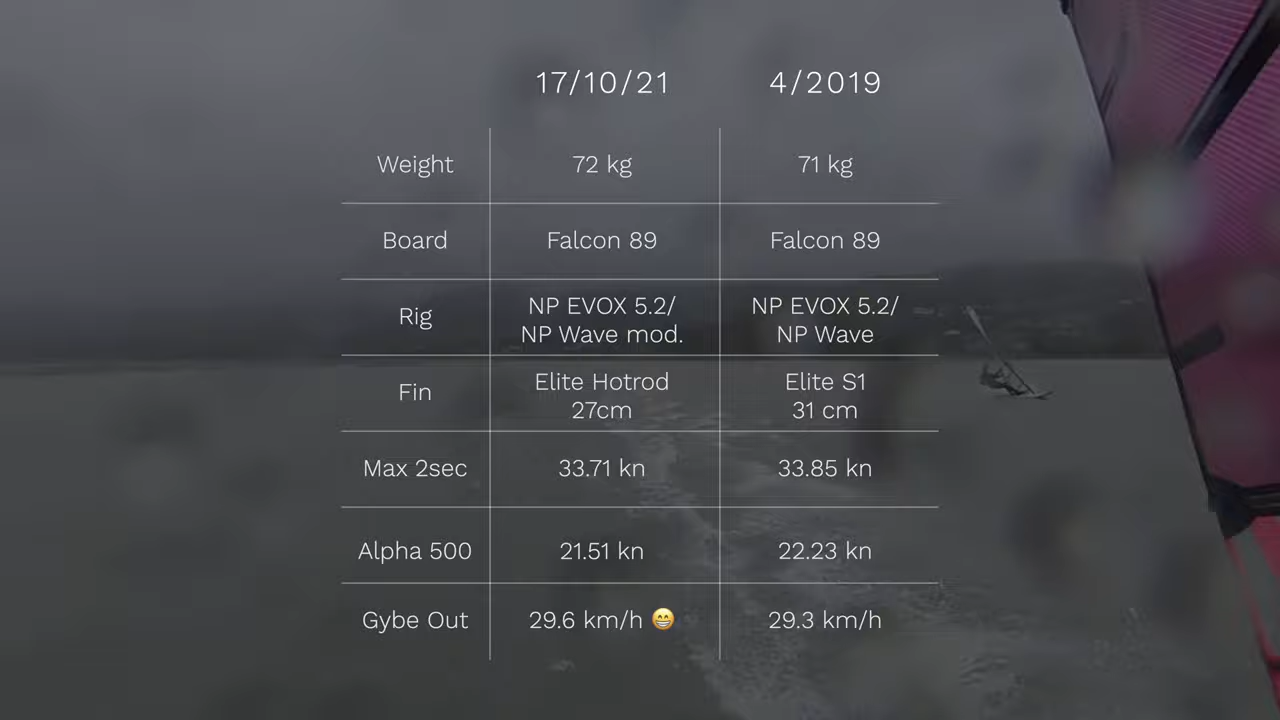 17/10/21 4/2019
Weight 72 kg 71 kg
Board Falcon 89 Falcon 89
Rig NP EVOX 5.2/ NP EVOX 5.2/
NP Wave mod. NP Wave
Fin Elite Hotrod Elite S1
27cm 31 cm
Max 2sec 33.71 kn 33.85 kn
Alpha 500 21.51 kn 22.23 kn
Gybe Out 29.6 km/h 😁 29.3 km/h